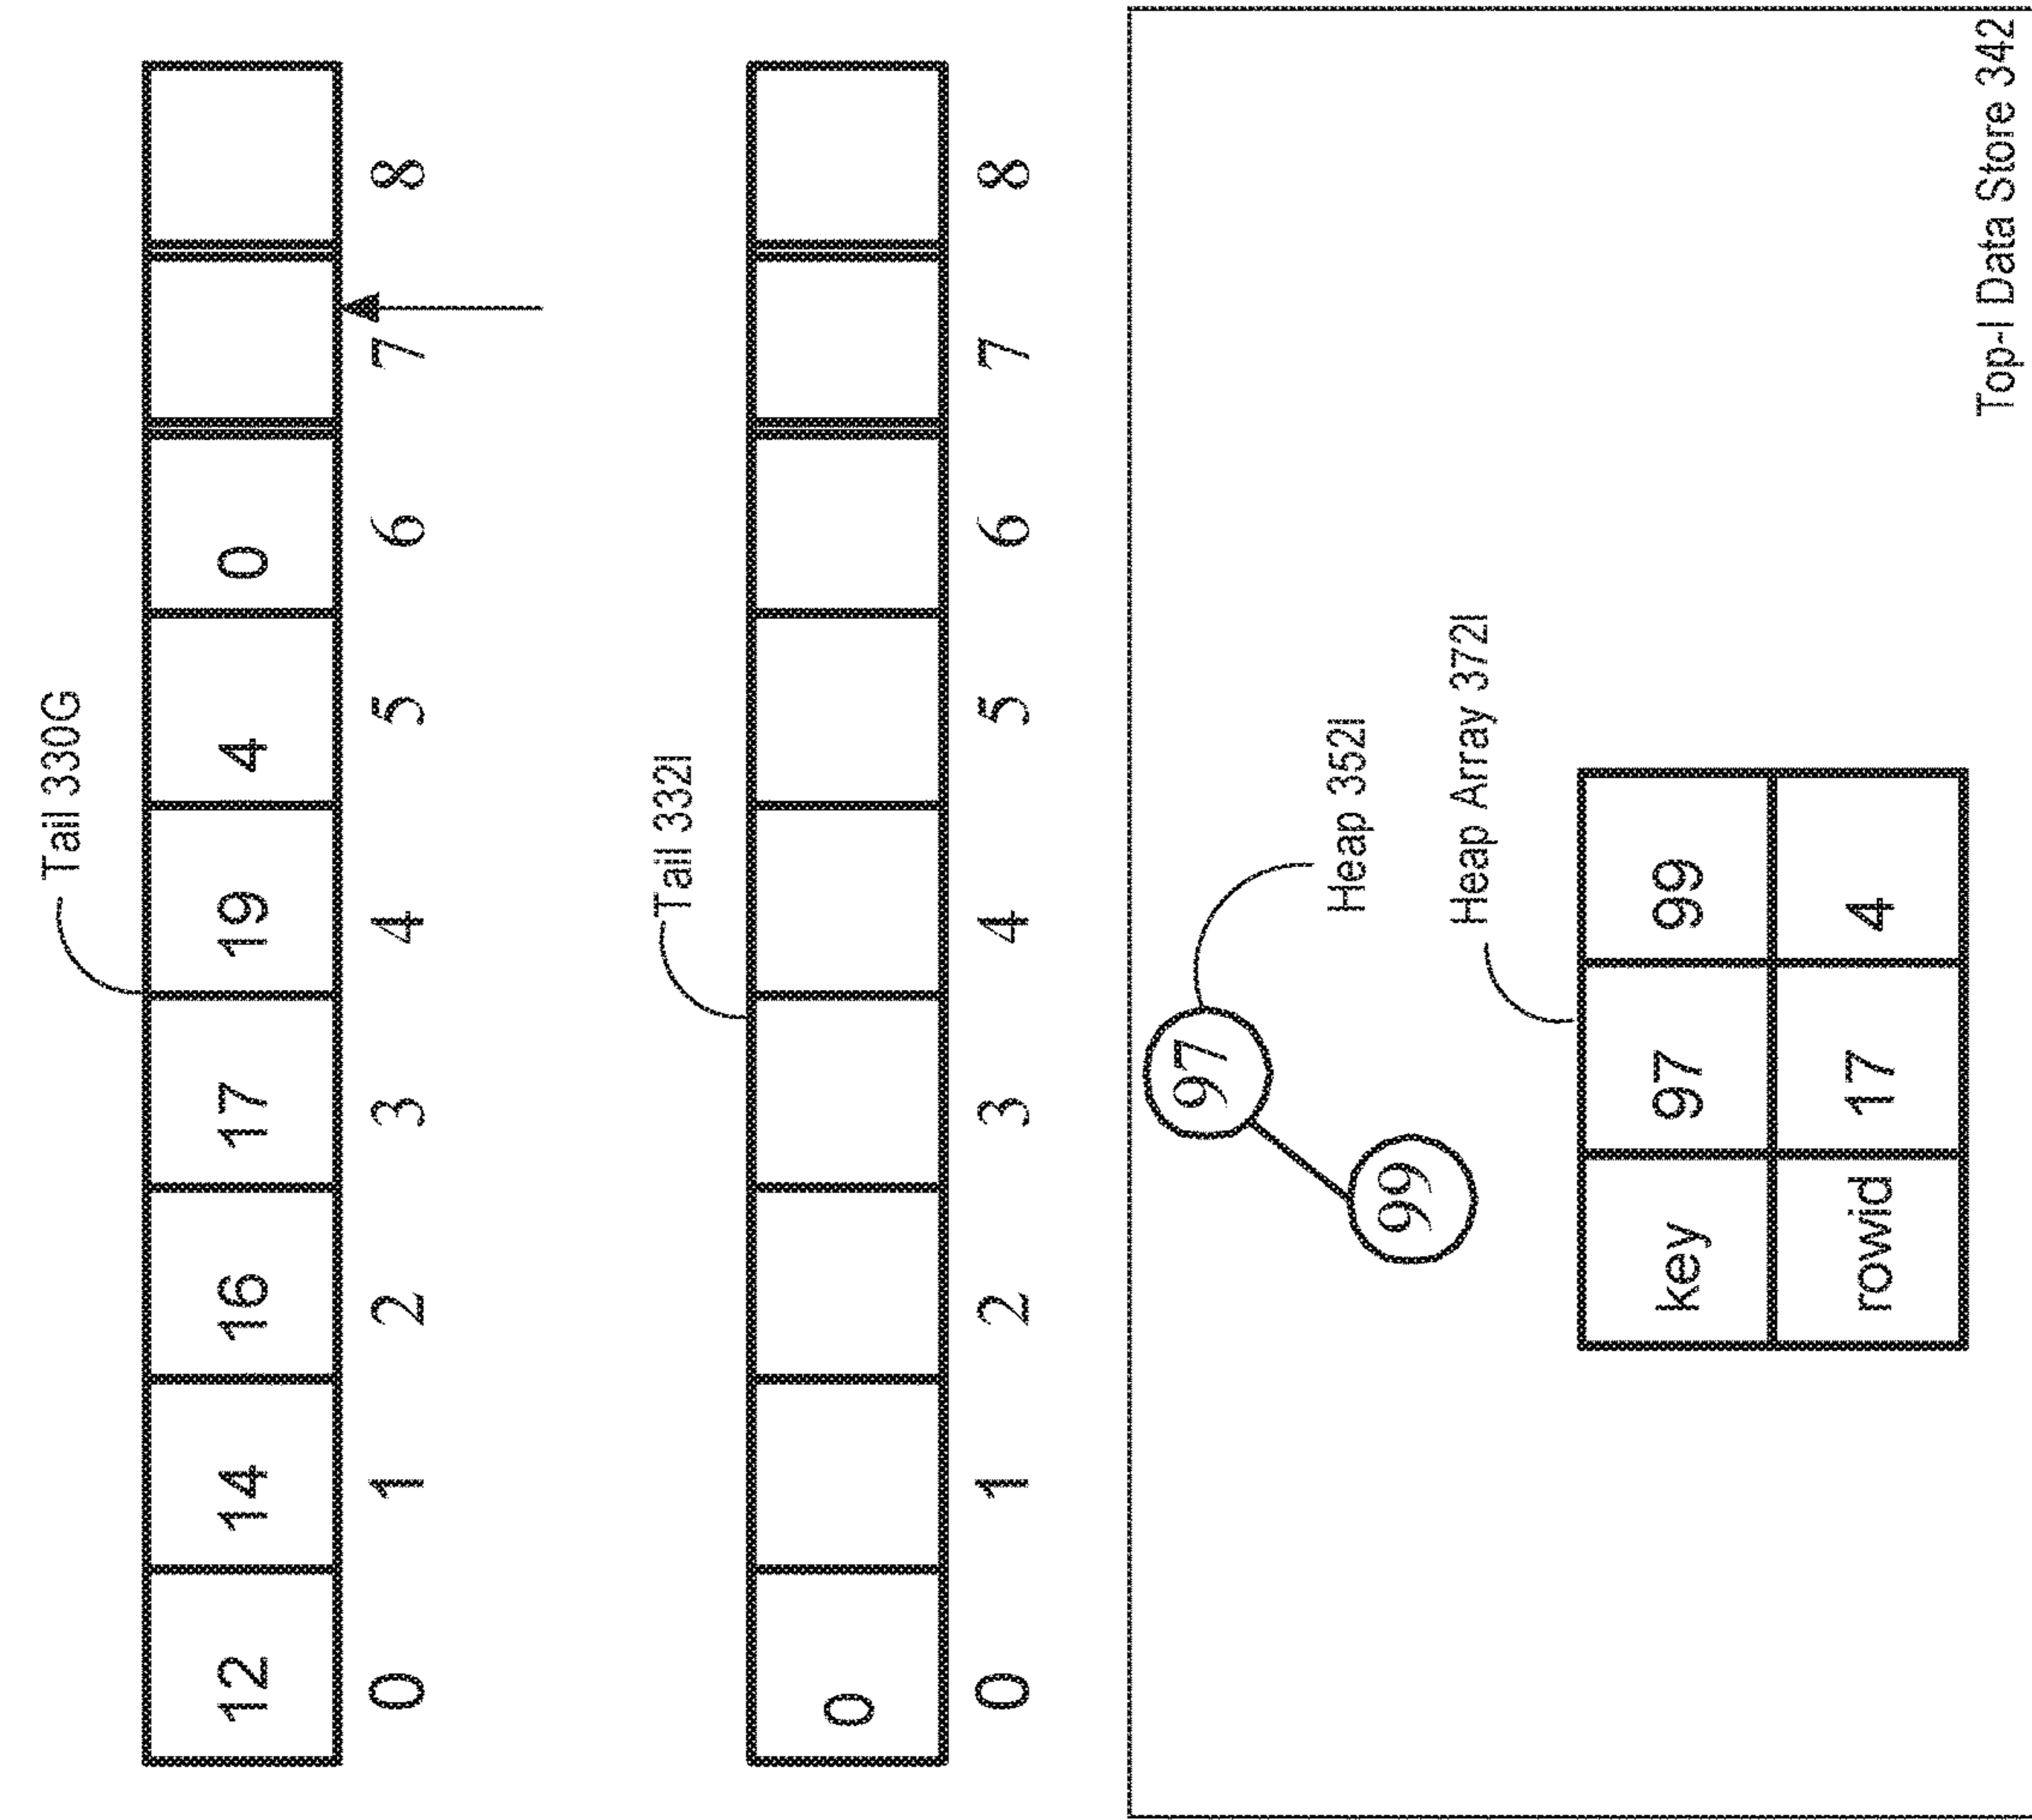 Tail 330G
12 14 16 17 19 4 0
0 1 2 3 4 5 6 7 8
Tail 332I
0
0 1 2 3 4 5 6 7 8
97
99
Heap 352I
Heap Array 372I
key 97 99
rowid 17 4
Top-I Data Store 342